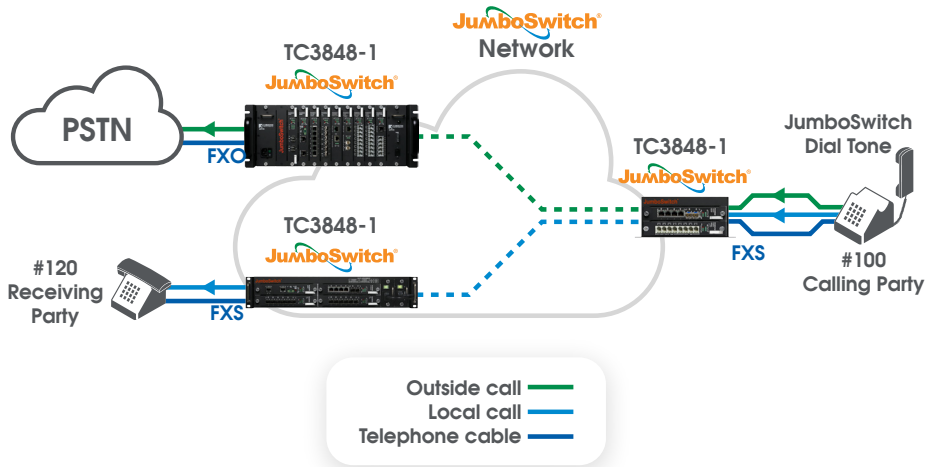 JumboSwitch®
Network
TC3848-1
JumboSwitch®
PSTN
FXO
TC3848-1
JumboSwitch®
JumboSwitch
Dial Tone
FXS
#100
Calling Party
TC3848-1
JumboSwitch®
#120
Receiving
Party
FXS
Outside call
Local call
Telephone cable